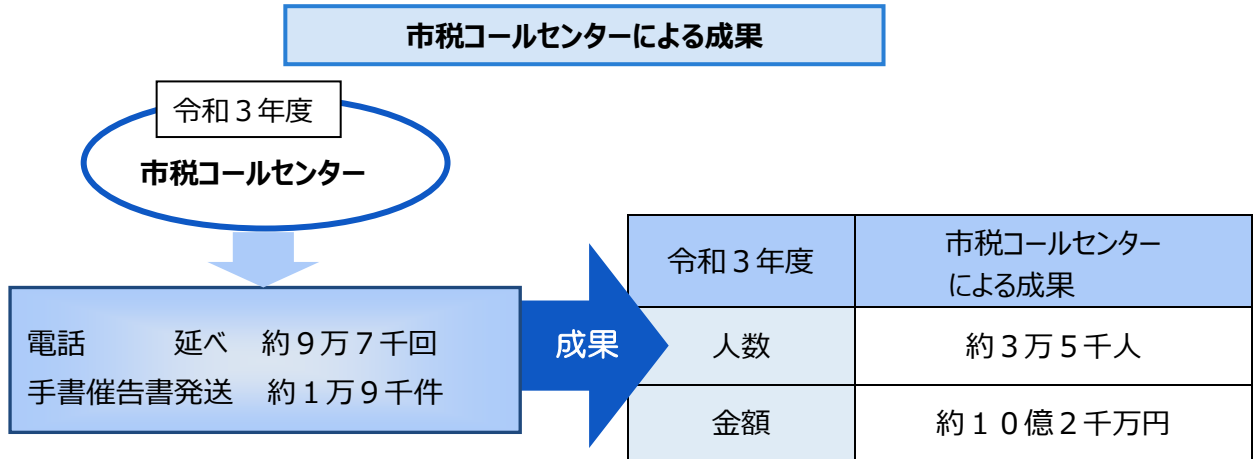 市税コールセンターによる成果
令和３年度
市税コールセンター
電話　　　延べ　約９万７千回
手書催告書発送　約１万９千件
成果
令和３年度
市税コールセンター
による成果
人数
約３万５千人
金額
約１０億２千万円